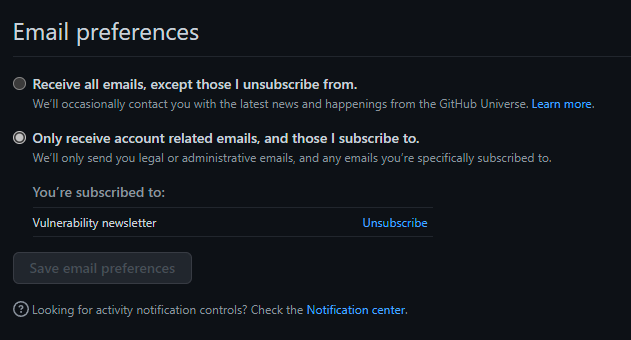 Email preferences
Receive all emails, except those I unsubscribe from.
We’ll occasionally contact you with the latest news and happenings from the GitHub Universe. Learn more.
Only receive account related emails, and those I subscribe to.
We’ll only send you legal or administrative emails, and any emails you’re specifically subscribed to.
You’re subscribed to:
Vulnerability newsletter Unsubscribe
Save email preferences
Looking for activity notification controls? Check the Notification center.